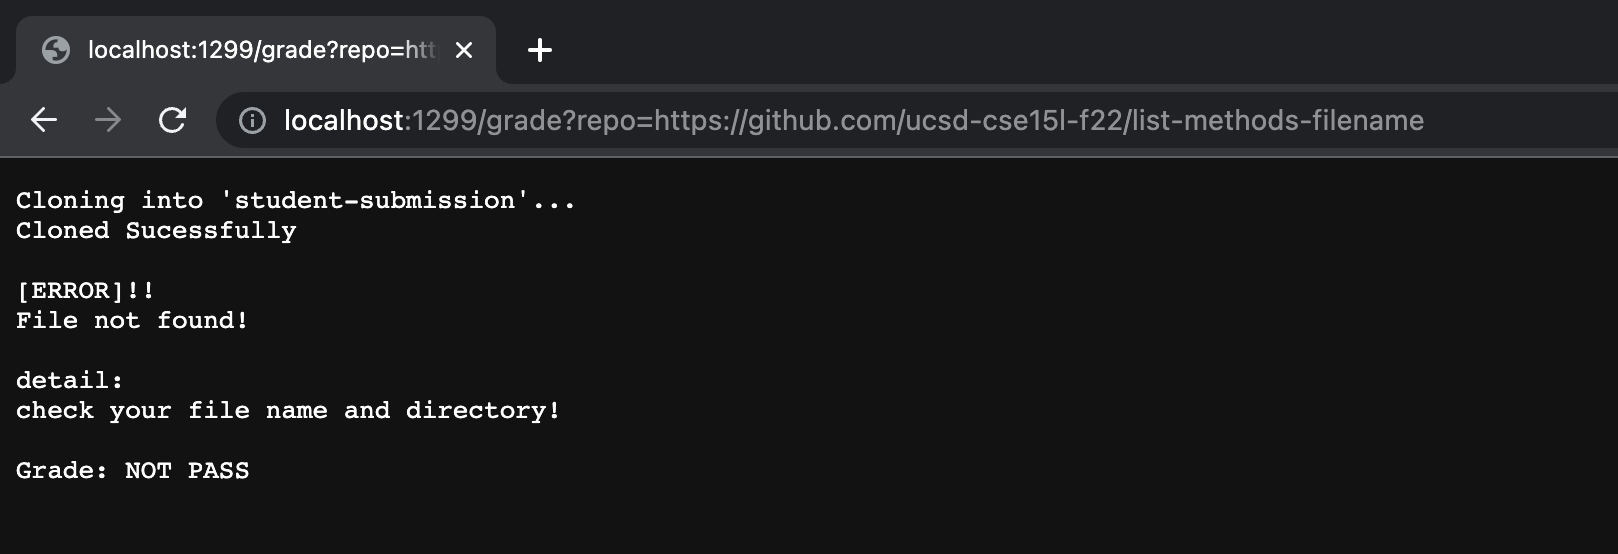 localhost:1299/grade?repo=htt
localhost:1299/grade?repo=https://github.com/ucsd-cse15l-f22/list-methods-filename
Cloning into 'student-submission'...
Cloned Sucessfully
[ERROR]!!
File not found!
detail:
check your file name and directory!
Grade: NOT PASS